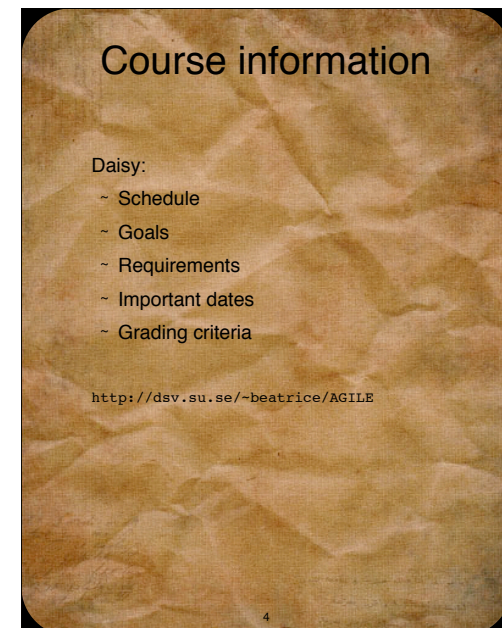 Course information
Daisy:
~ Schedule
~ Goals
~ Requirements
~ Important dates
~ Grading criteria
http://dsv.su.se/~beatrice/AGILE
4